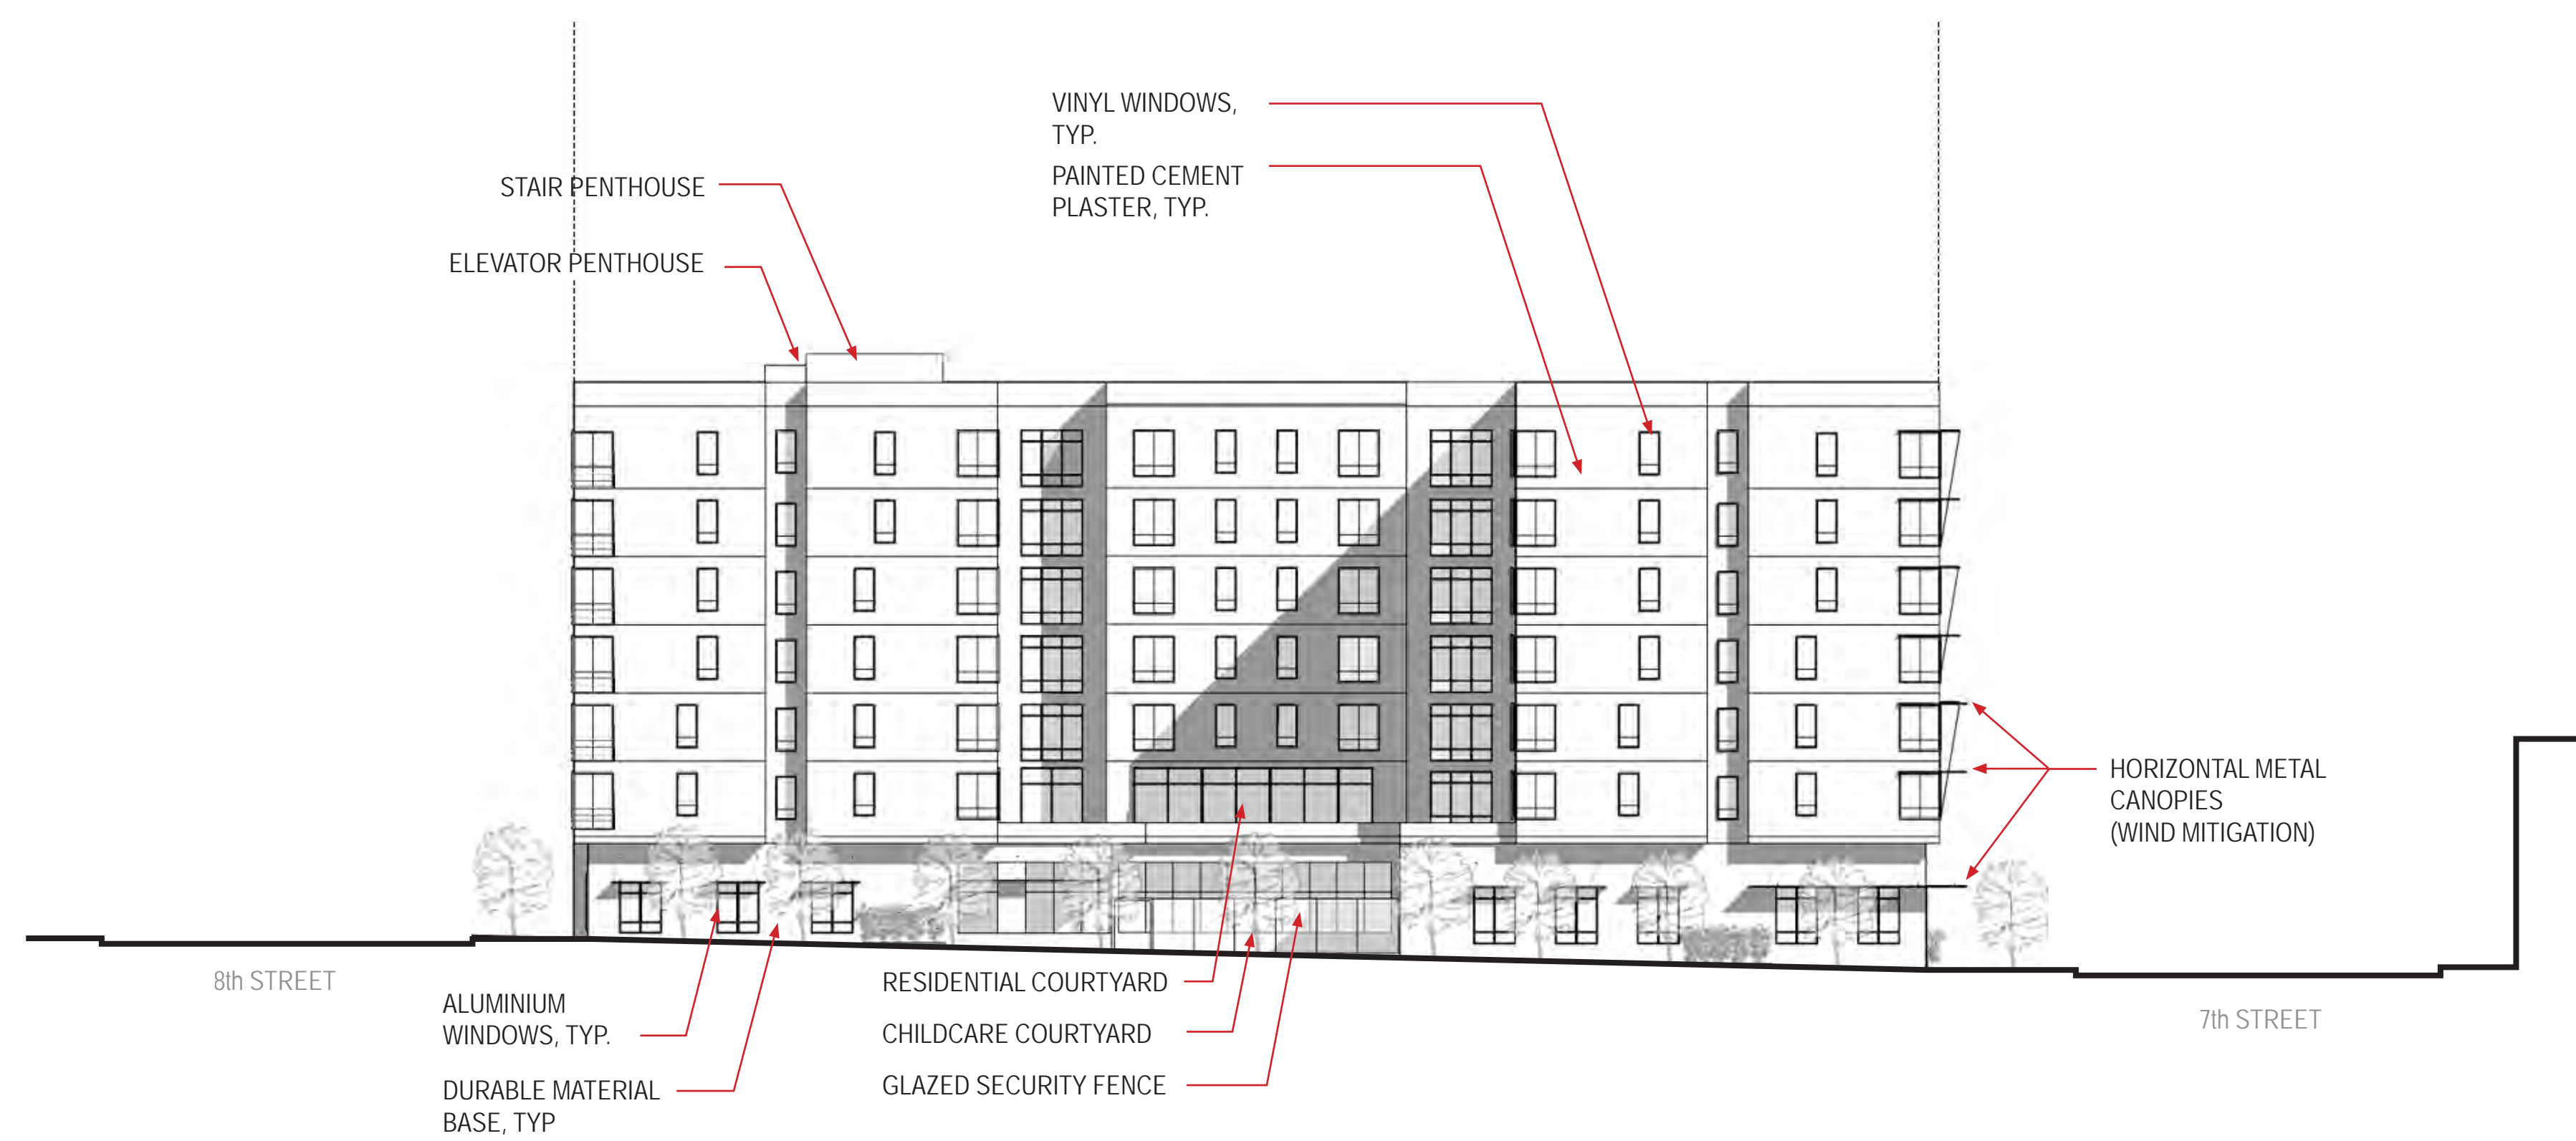 VINYL WINDOWS,
TYP.
PAINTED CEMENT
PLASTER, TYP.
STAIR PENTHOUSE
ELEVATOR PENTHOUSE
HORIZONTAL METAL
CANOPIES
(WIND MITIGATION)
8th STREET
7th STREET
ALUMINIUM
WINDOWS, TYP.
DURABLE MATERIAL
BASE, TYP
RESIDENTIAL COURTYARD
CHILDCARE COURTYARD
GLAZED SECURITY FENCE